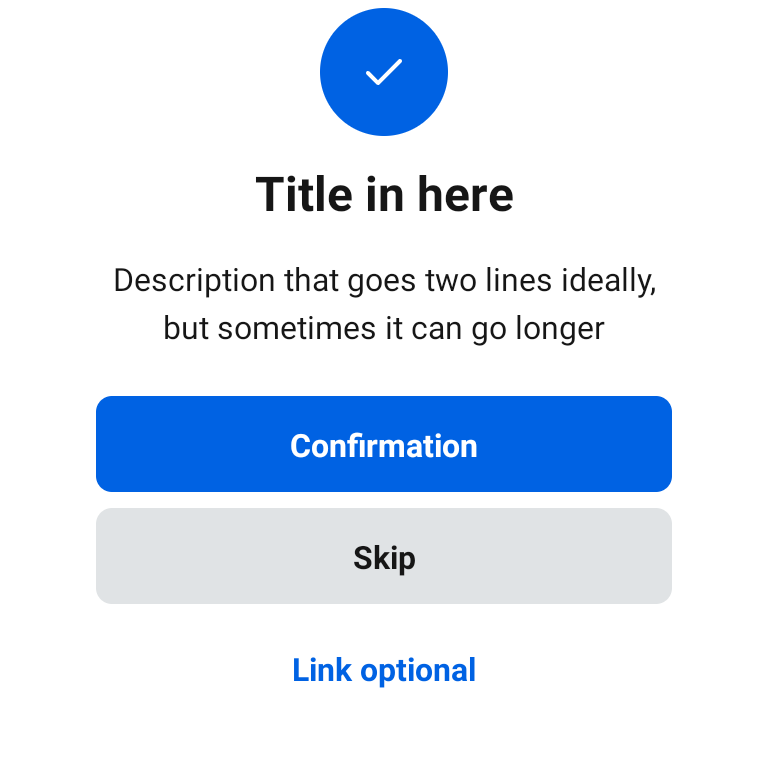 Title in here
Description that goes two lines ideally,
but sometimes it can go longer
Confirmation
Skip
Link optional